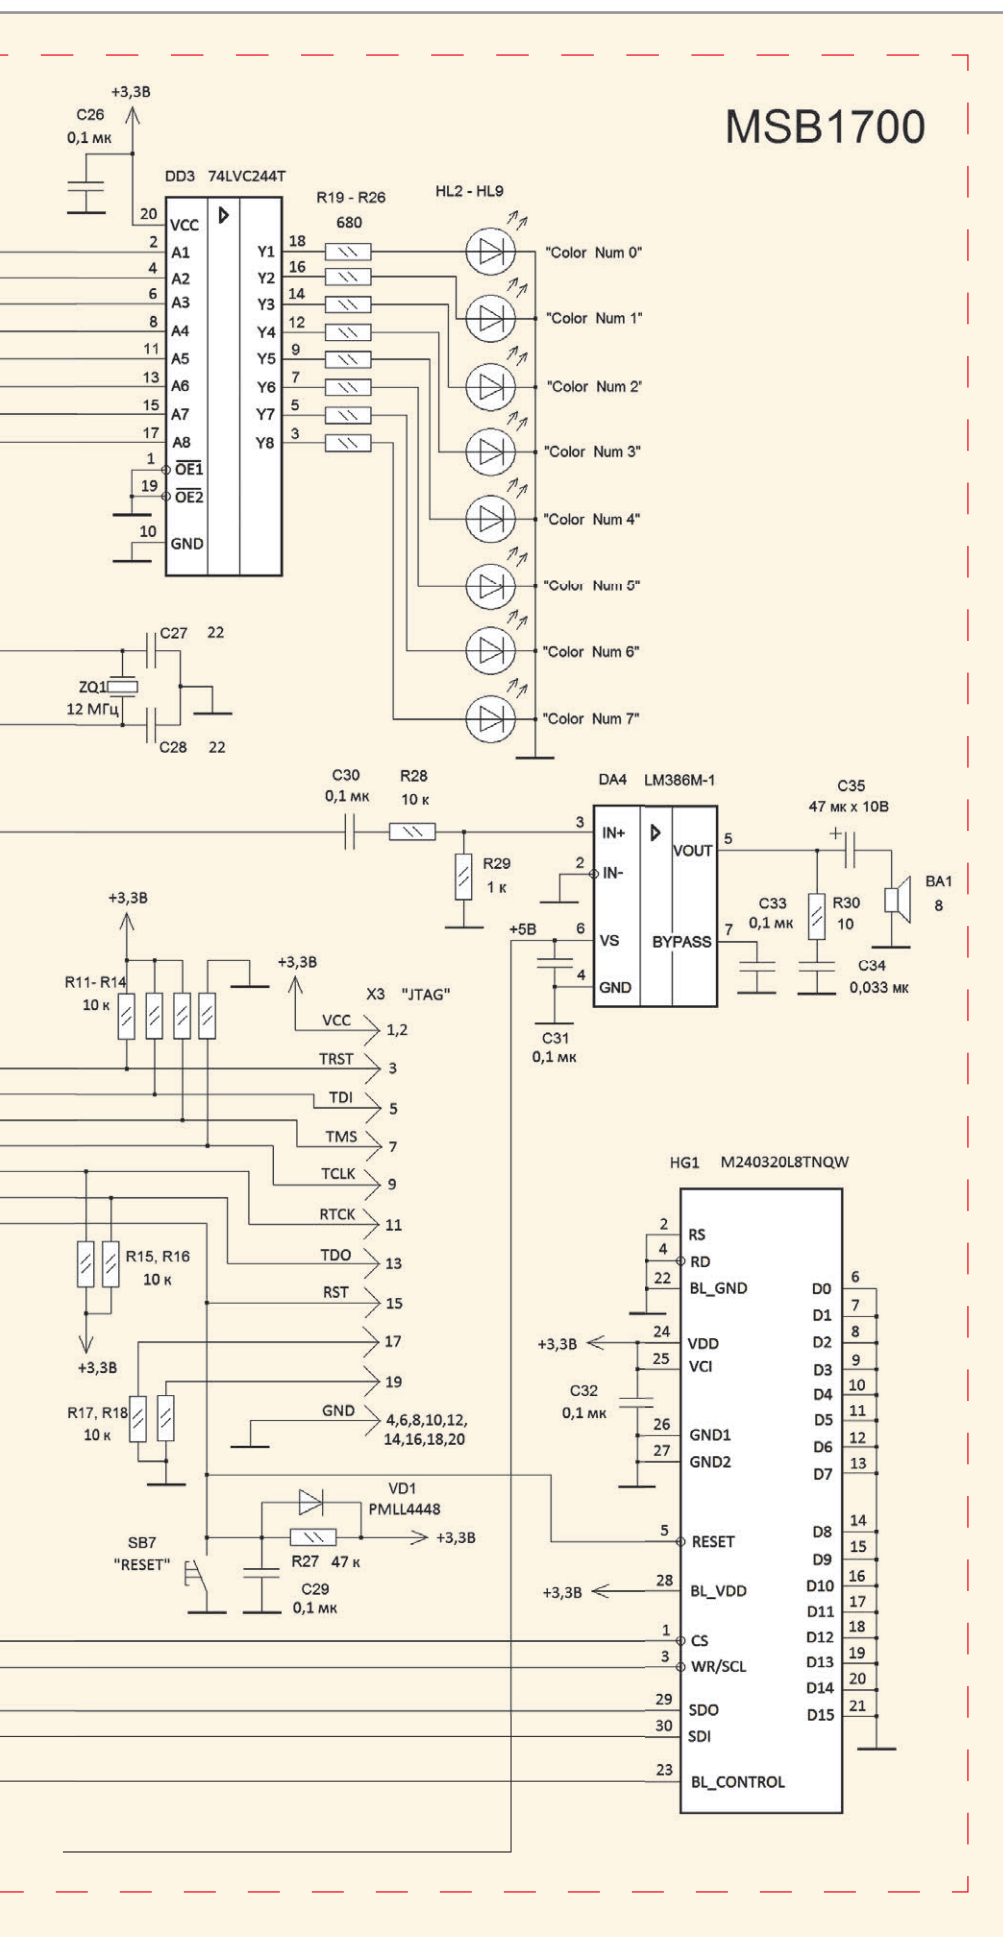 MSB1700
+3,3В
C26
0,1 мк
DD3 74LVC244T
R19 - R26
680
HL2 - HL9
20 VCC
2 A1 Y1 18 "Color Num 0"
4 A2 Y2 16
6 A3 Y3 14 "Color Num 1"
8 A4 Y4 12
11 A5 Y5 9
13 A6 Y6 7 "Color Num 2"
15 A7 Y7 5
17 A8 Y8 3 "Color Num 3"
1 OE1
19 OE2
10 GND
"Color Num 4"
"Color Num 5"
"Color Num 6"
"Color Num 7"
C27 22
ZQ1
12 МГц
C28 22
C30
0,1 мк
R28
10 к
R29
1 к
DA4 LM386M-1
3 IN+
2 IN-
6 VS
4 GND
VOUT 5
BYPASS 7
+5В
C31
0,1 мк
C35
47 мк x 10В
+
BA1
8
C33
0,1 мк
R30
10
C34
0,033 мк
+3,3В
R11- R14
10 к
+3,3В
X3 "JTAG"
VCC 1,2
TRST 3
TDI 5
TMS 7
TCLK 9
RTCK 11
TDO 13
RST 15
17
19
GND 4,6,8,10,12,
14,16,18,20
R15, R16
10 к
+3,3В
R17, R18
10 к
VD1
PMLL4448
+3,3В
SB7
"RESET"
R27 47 к
C29
0,1 мк
HG1 M240320L8TNQW
2 RS
4 RD
22 BL_GND
+3,3В
24 VDD
25 VCI
C32
0,1 мк
26 GND1
27 GND2
5 RESET
+3,3В
28 BL_VDD
1 CS
3 WR/SCL
29 SDO
30 SDI
23 BL_CONTROL
D0 6
D1 7
D2 8
D3 9
D4 10
D5 11
D6 12
D7 13
D8 14
D9 15
D10 16
D11 17
D12 18
D13 19
D14 20
D15 21